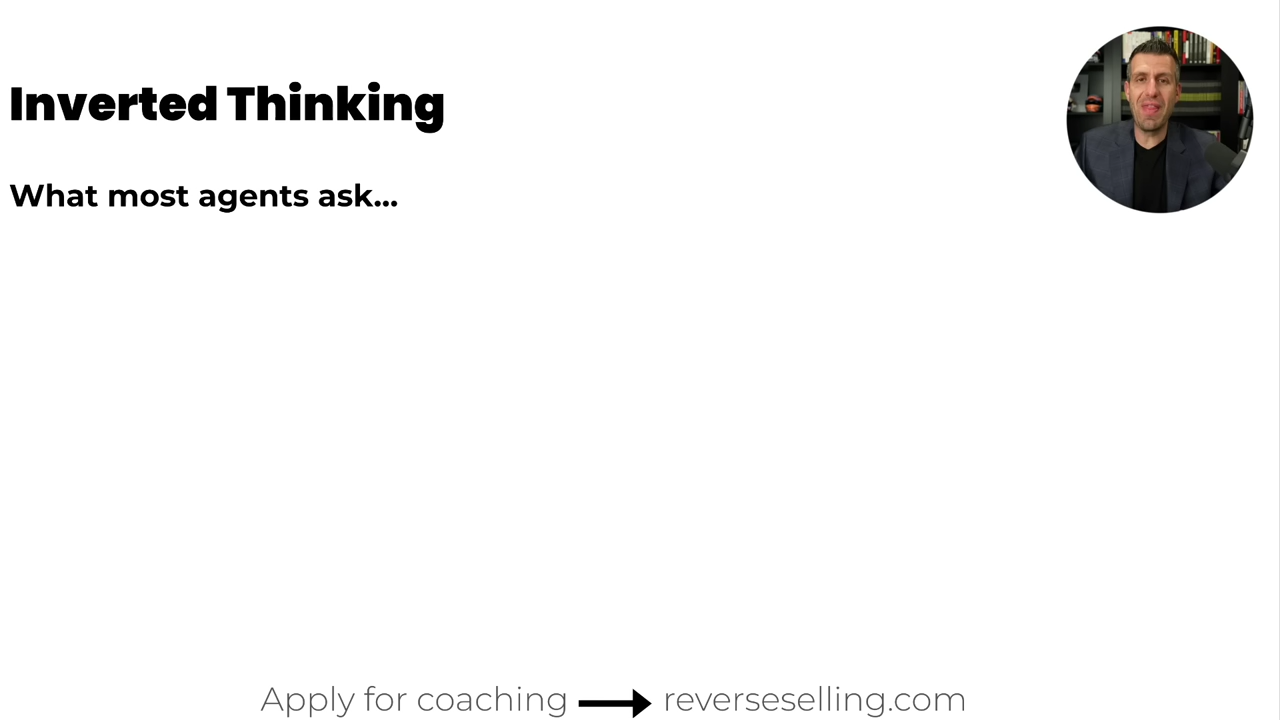 Inverted Thinking
What most agents ask...
Apply for coaching reverseselling.com